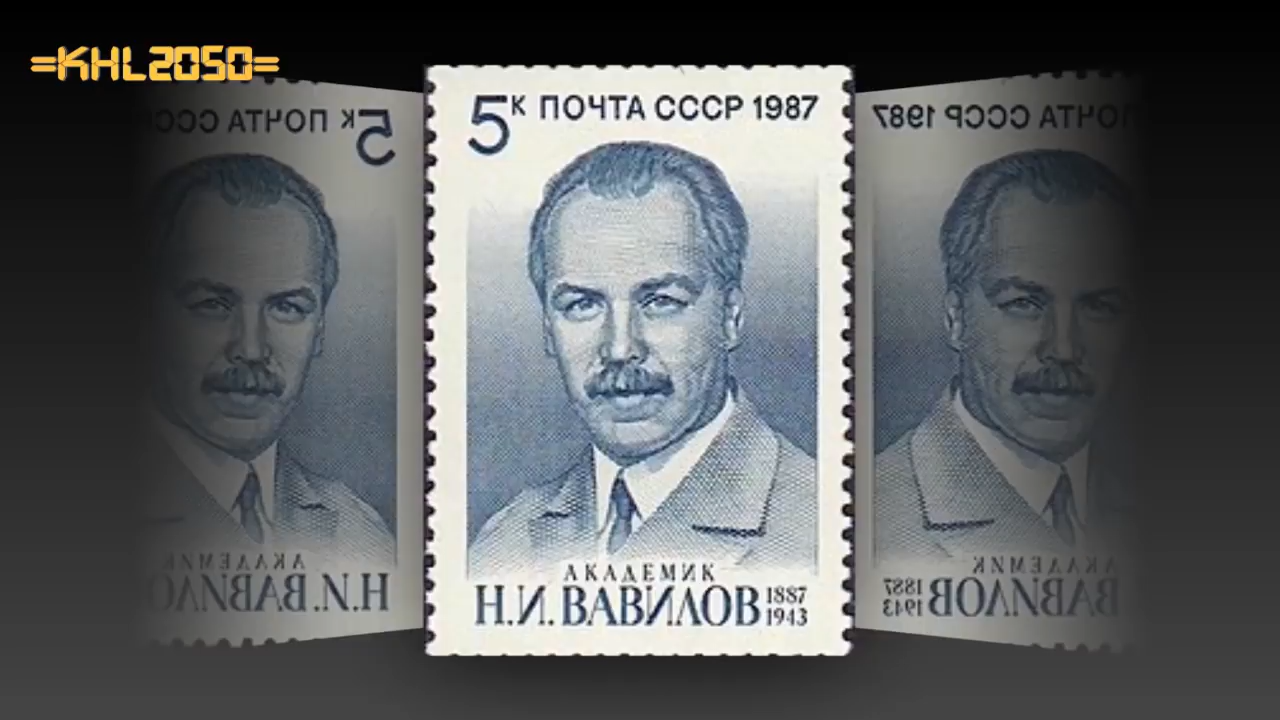 =KHL2050=
5к ПОЧТА СССР 1987
АКАДЕМИК
Н.И. ВАВИЛОВ 1887
1943